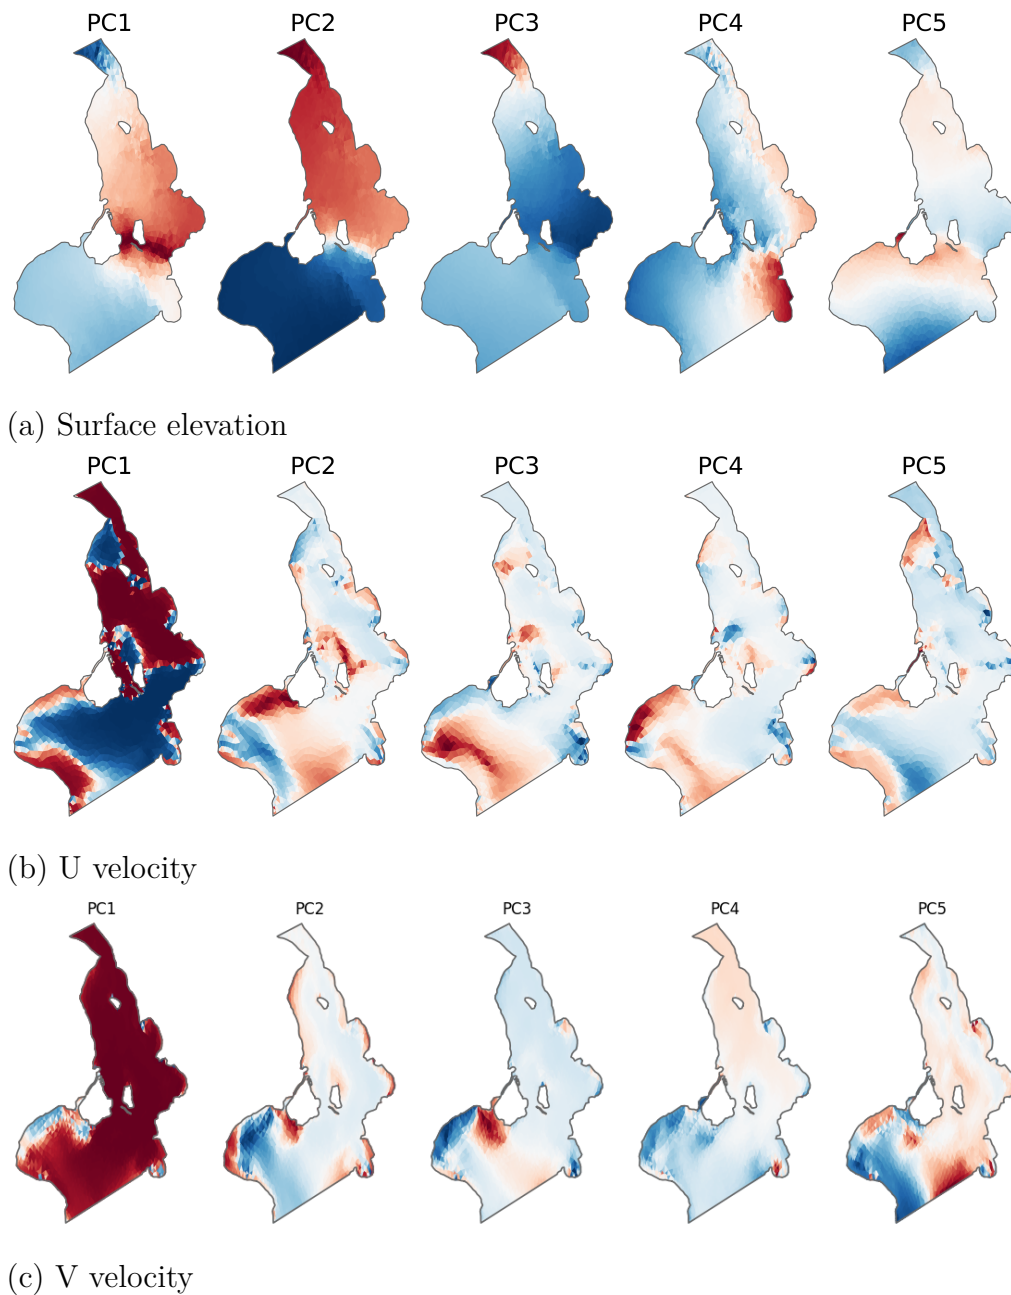 PC1 PC2 PC3 PC4 PC5
(a) Surface elevation
PC1 PC2 PC3 PC4 PC5
(b) U velocity
PC1 PC2 PC3 PC4 PC5
(c) V velocity